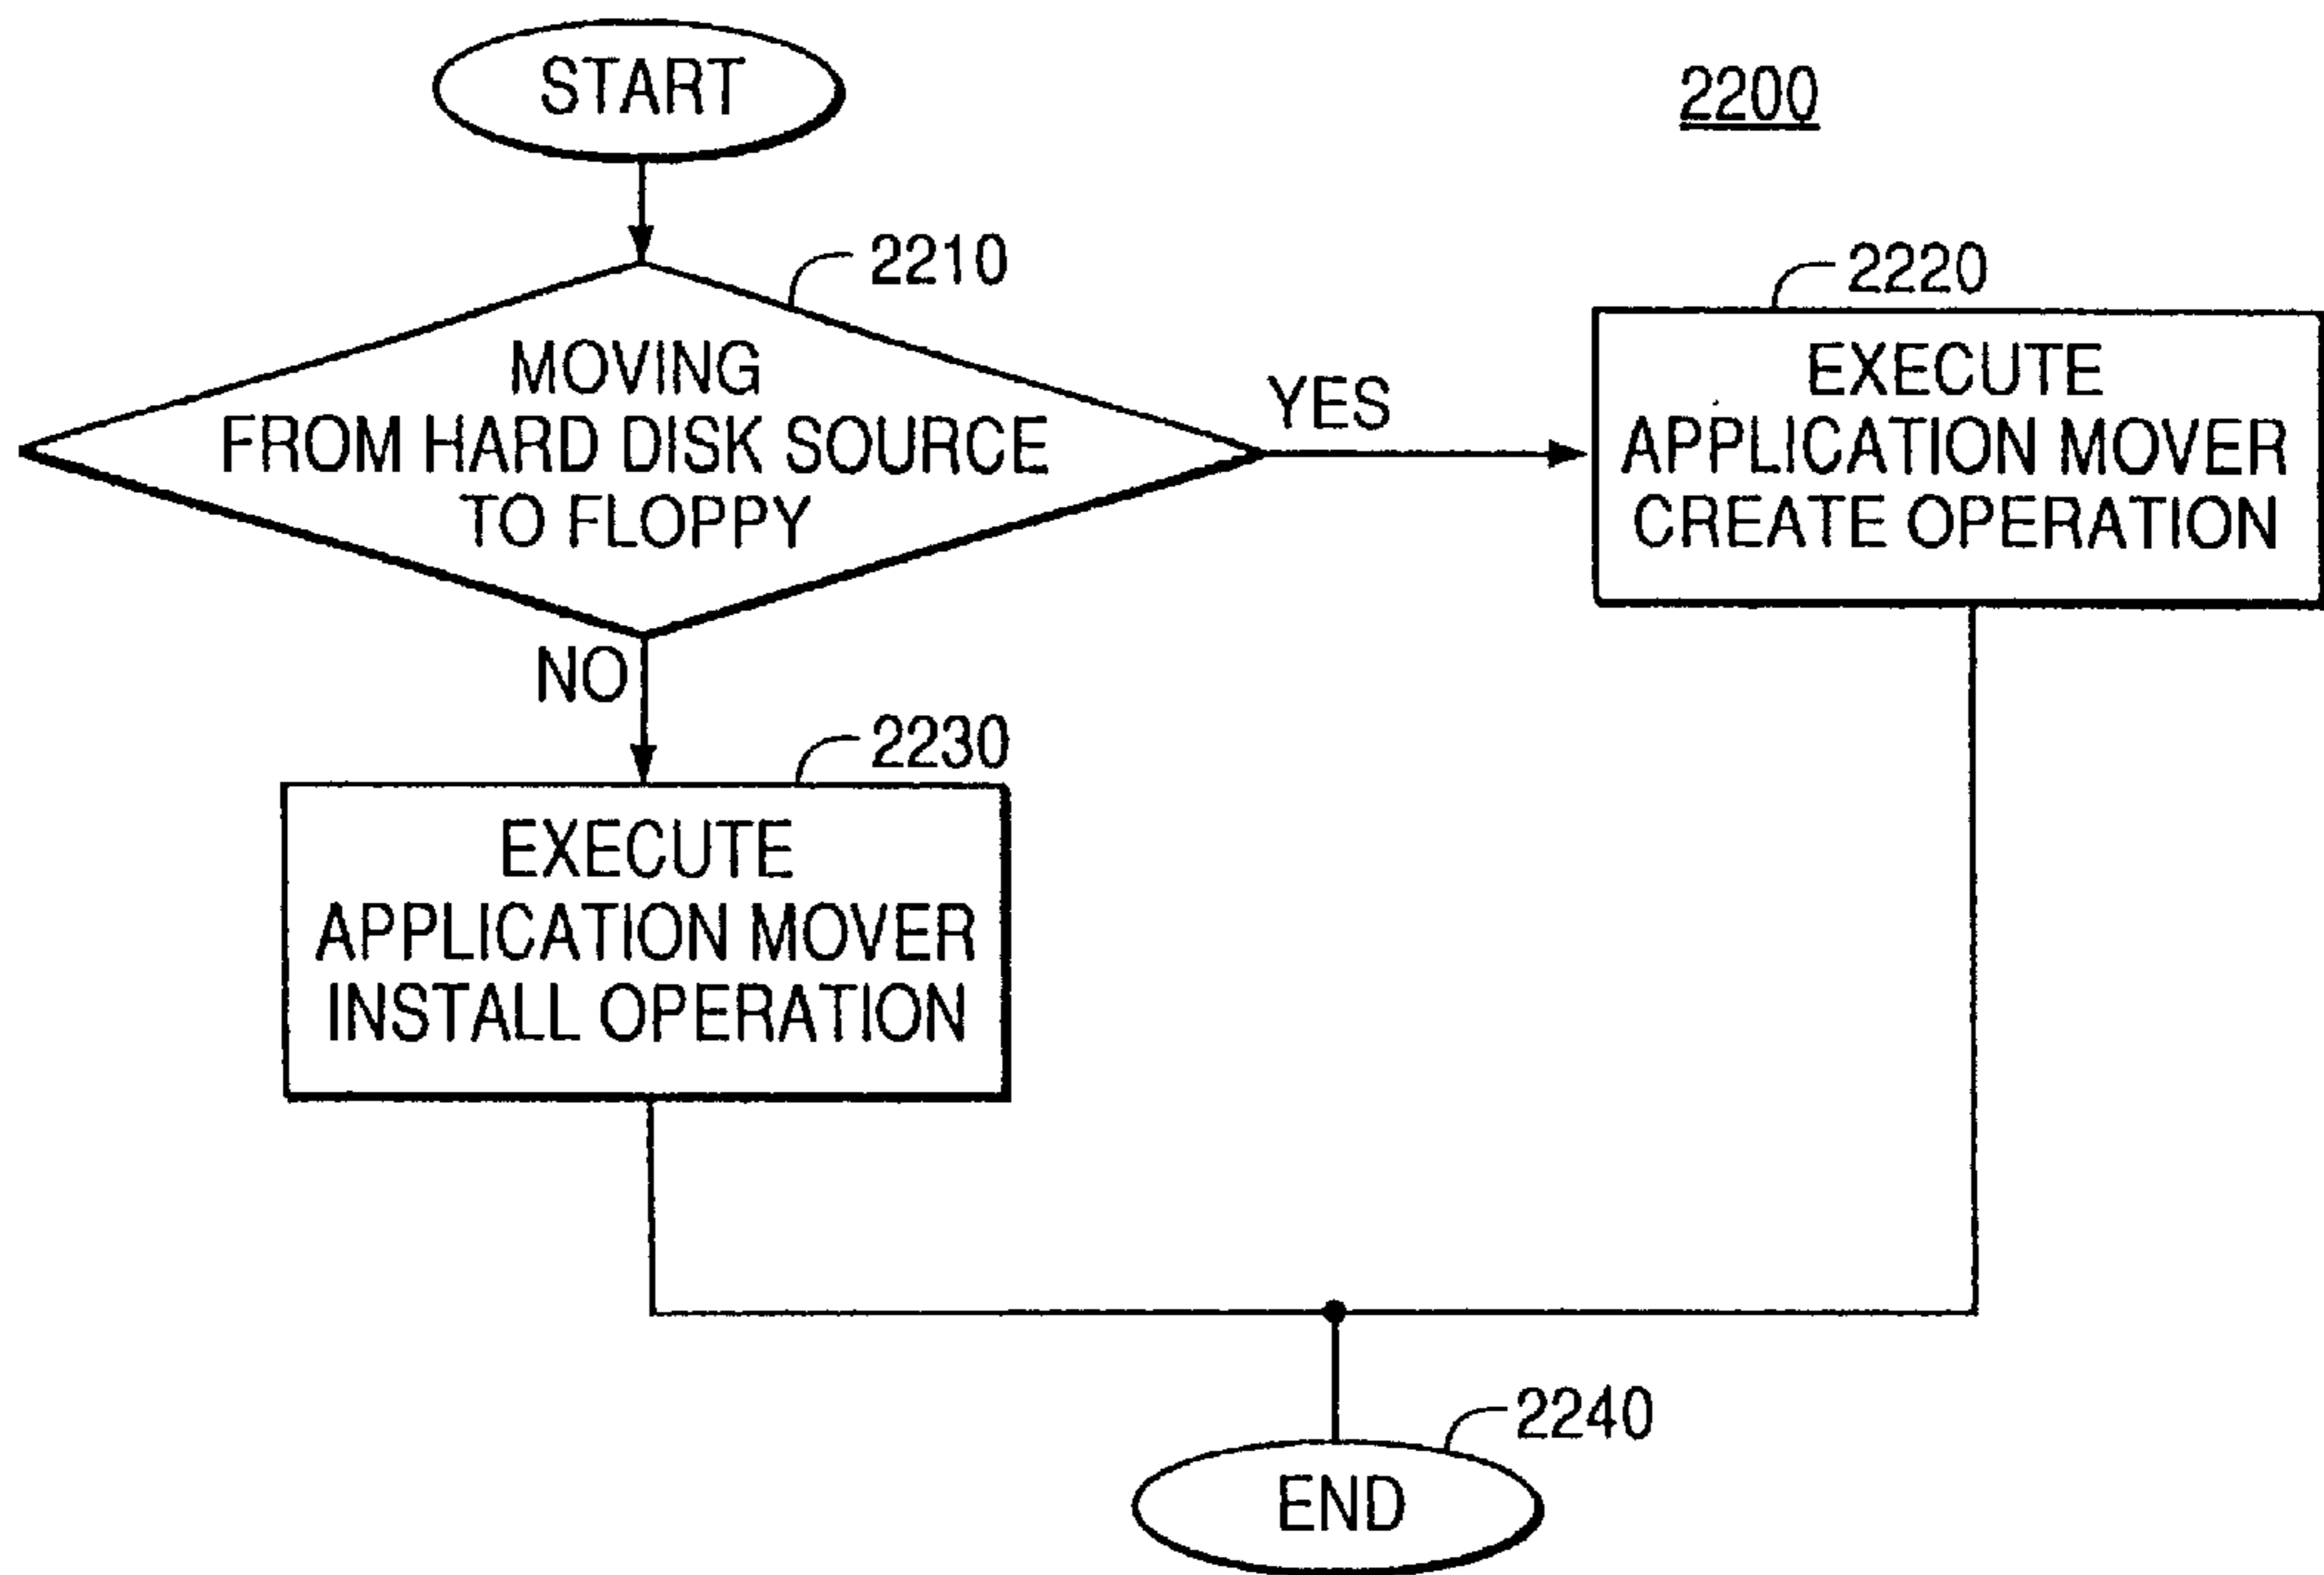 START
2200
2210
MOVING
FROM HARD DISK SOURCE
TO FLOPPY
YES
2220
EXECUTE
APPLICATION MOVER
CREATE OPERATION
NO
2230
EXECUTE
APPLICATION MOVER
INSTALL OPERATION
2240
END